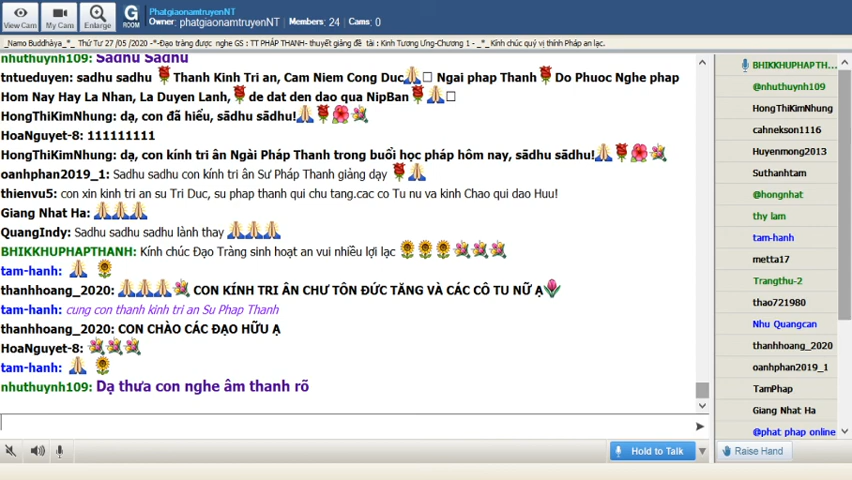 View Cam
My Cam
Enlarge
G
ROOM
PhatgiaonamtruyenNT
Owner: phatgiaonamtruyenNT | Members: 24 | Cams: 0
_Namo Buddhàya_*_ Thứ Tư 27 /05 /2020 -*-Đạo tràng được nghe GS : TT PHÁP THANH- thuyết giảng đề tài : Kinh Tương Ưng-Chương 1 - _*_ Kính chúc quý vị thính Pháp an lạc.
nhuthuynh109: Sadhu Sadhu
tntueduyen: sadhu sadhu Thanh Kinh Tri an, Cam Niem Cong Duc Ngai phap Thanh Do Phuoc Nghe phap
Hom Nay Hay La Nhan, La Duyen Lanh, de dat den dao qua NipBan
HongThiKimNhung: dạ, con đã hiểu, sādhu sādhu!
HoaNguyet-8: 111111111
HongThiKimNhung: dạ, con kính tri ân Ngài Pháp Thanh trong buổi học pháp hôm nay, sādhu sādhu!
oanhphan2019_1: Sadhu sadhu con kính tri ân Sư Pháp Thanh giảng dạy
thienvu5: con xin kinh tri an su Tri Duc, su phap thanh qui chu tang.cac co Tu nu va kinh Chao qui dao Huu!
Giang Nhat Ha:
QuangIndy: Sadhu sadhu sadhu lành thay
BHIKKHUPHAPTHANH: Kính chúc Đạo Tràng sinh hoạt an vui nhiều lợi lạc
tam-hanh:
thanhhoang_2020: CON KÍNH TRI ÂN CHƯ TÔN ĐỨC TĂNG VÀ CÁC CÔ TU NỮ Ạ
tam-hanh: cung con thanh kinh tri an Su Phap Thanh
thanhhoang_2020: CON CHÀO CÁC ĐẠO HỮU Ạ
HoaNguyet-8:
tam-hanh:
nhuthuynh109: Dạ thưa con nghe âm thanh rõ
Hold to Talk
Raise Hand
BHIKKHUPHAPTH...
@nhuthuynh109
HongThiKimNhung
cahnekson1116
Huyenmong2013
Suthanhtam
@hongnhat
thy lam
tam-hanh
metta17
Trangthu-2
thao721980
Nhu Quangcan
thanhhoang_2020
oanhphan2019_1
TamPhap
Giang Nhat Ha
@phat phap online